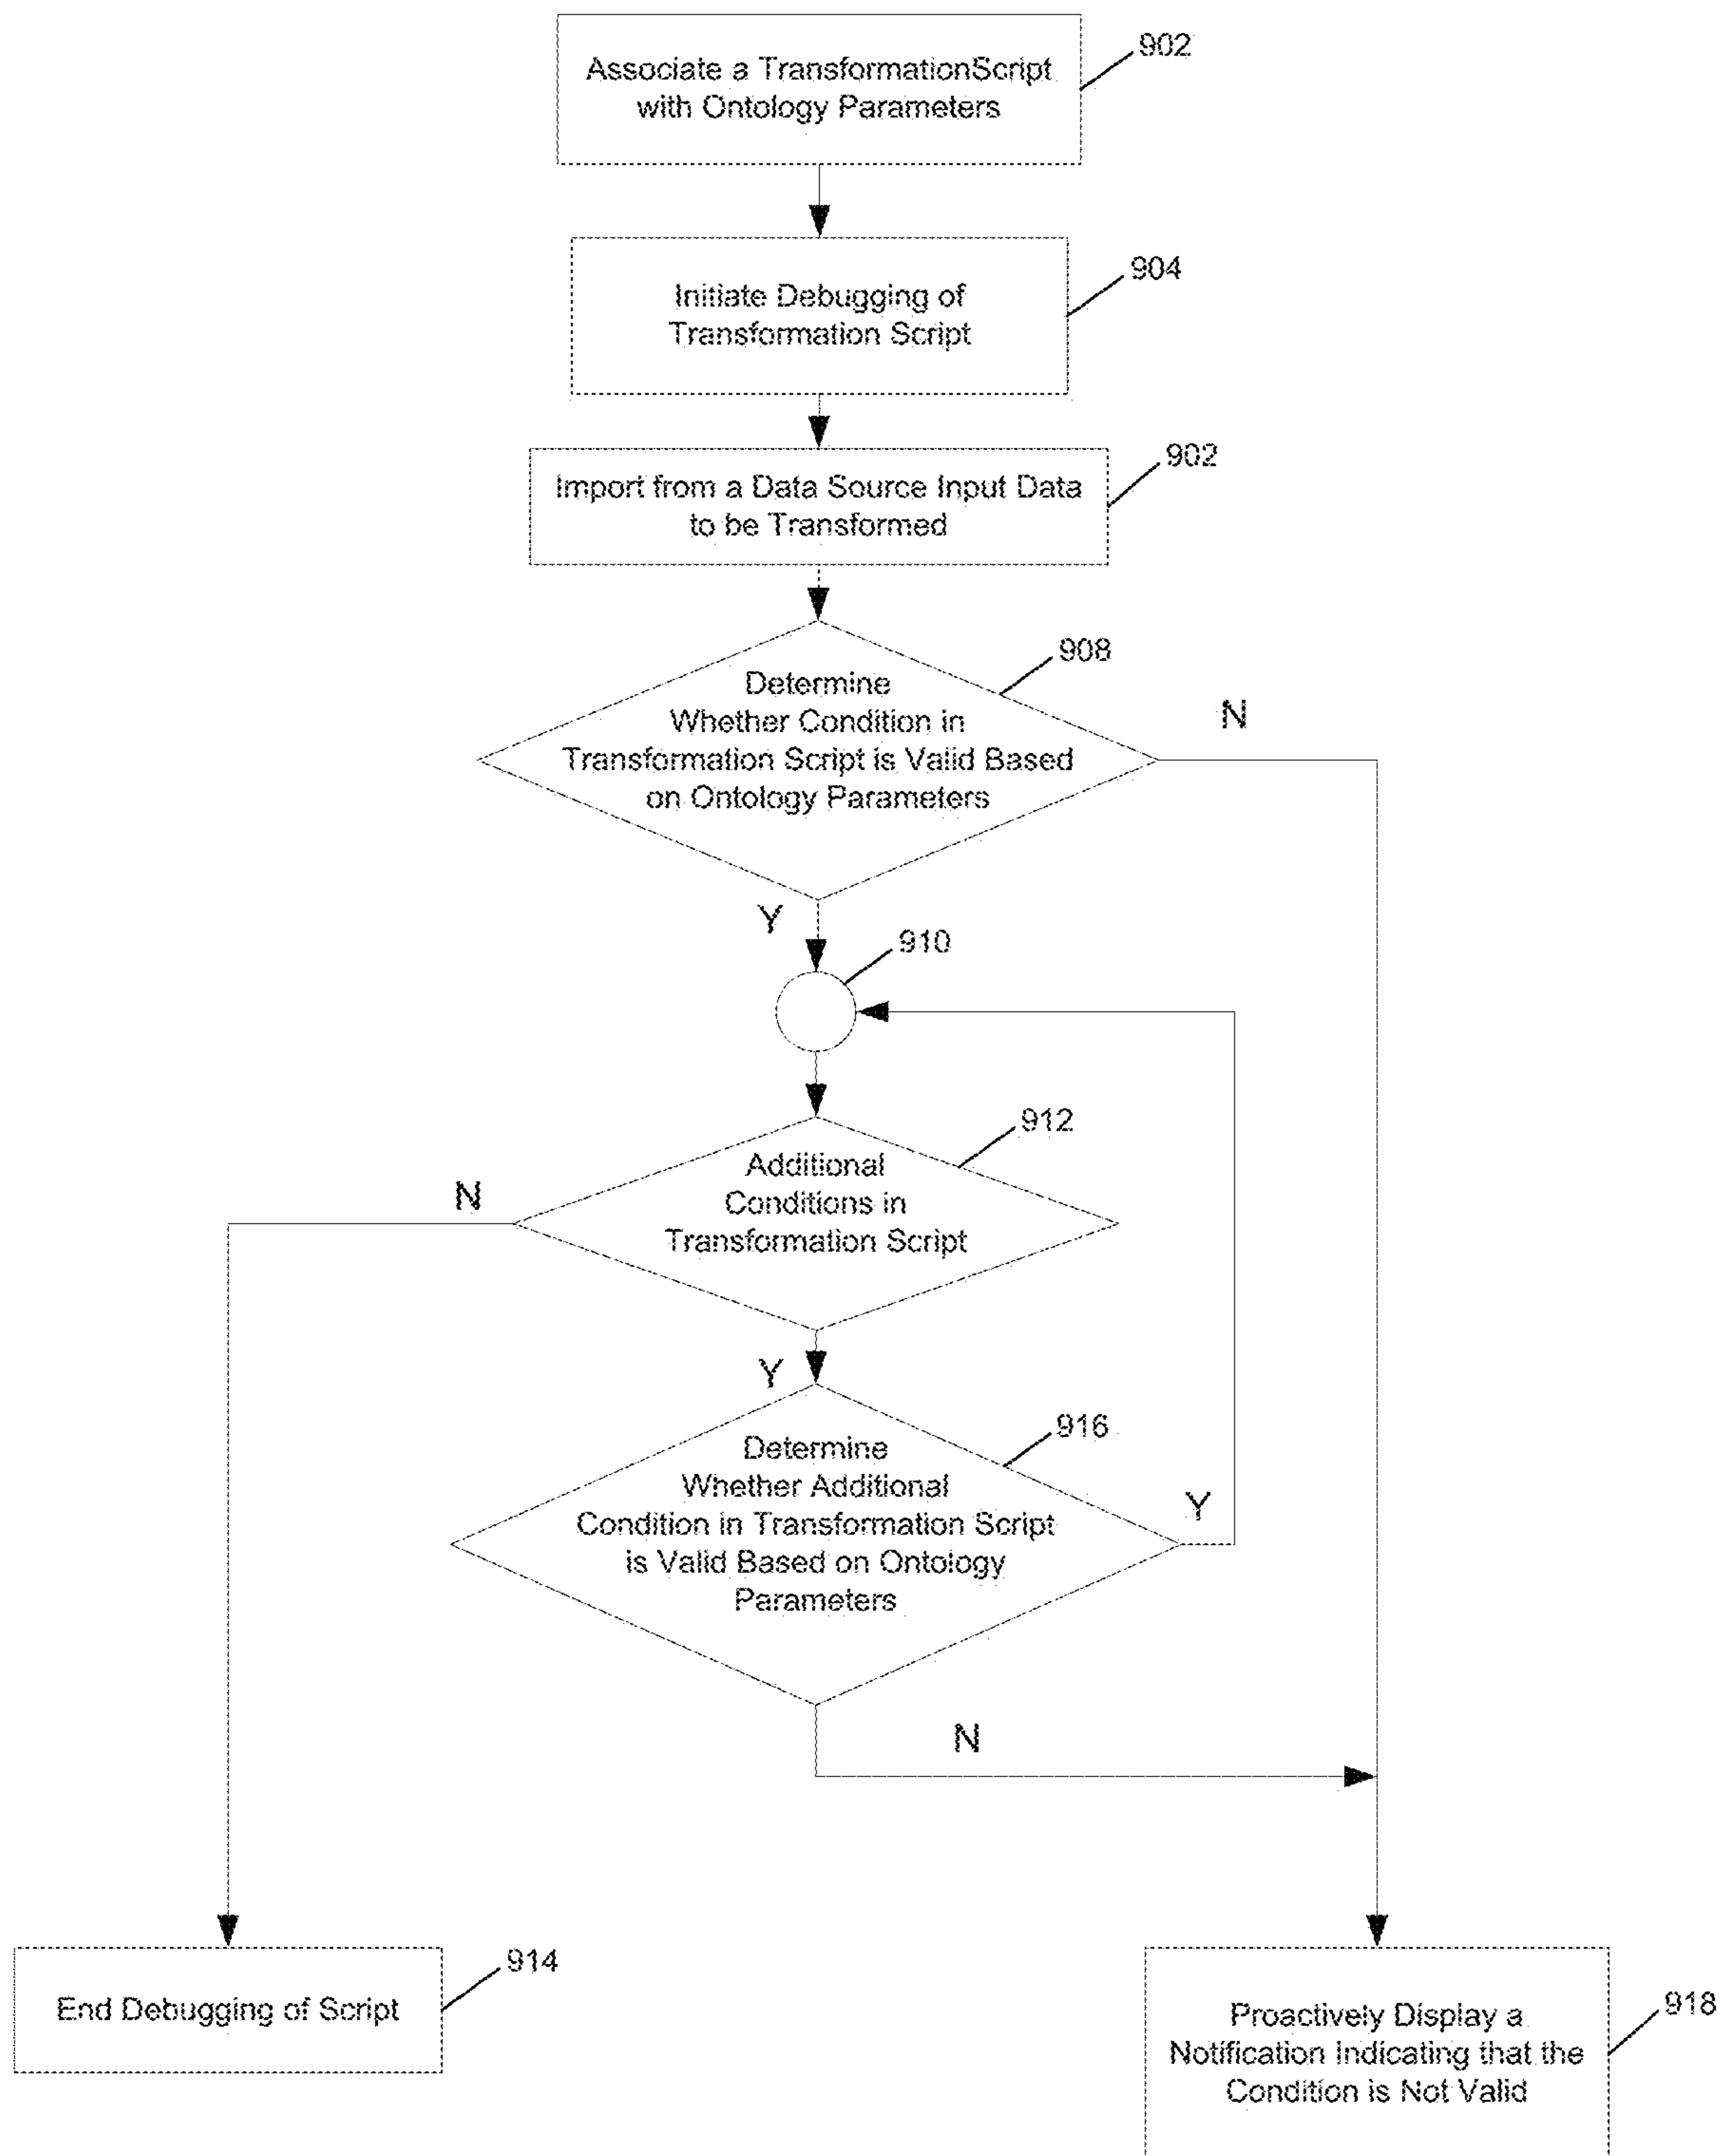 Associate a TransformationScript
with Ontology Parameters
902
Initiate Debugging of
Transformation Script
904
Import from a Data Source Input Data
to be Transformed
902
Determine
Whether Condition in
Transformation Script is Valid Based
on Ontology Parameters
908
N
Y
910
Additional
Conditions in
Transformation Script
912
N
Y
Determine
Whether Additional
Condition in Transformation Script
is Valid Based on Ontology
Parameters
916
Y
N
End Debugging of Script
914
Proactively Display a
Notification Indicating that the
Condition is Not Valid
918